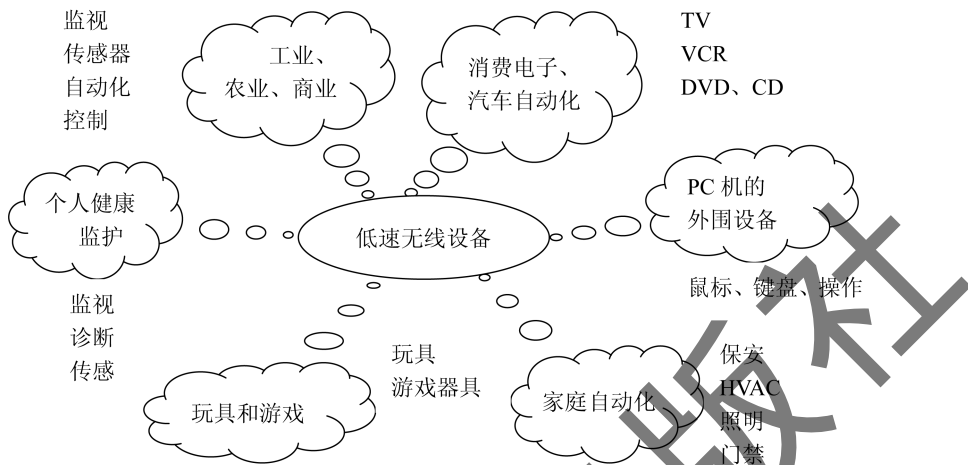 监视
传感器
自动化
控制
工业、
农业、商业
消费电子、
汽车自动化
TV
VCR
DVD、CD
个人健康
监护
低速无线设备
PC 机的
外围设备
鼠标、键盘、操作
监视
诊断
传感
玩具和游戏
玩具
游戏器具
家庭自动化
保安
HVAC
照明
门禁
版社